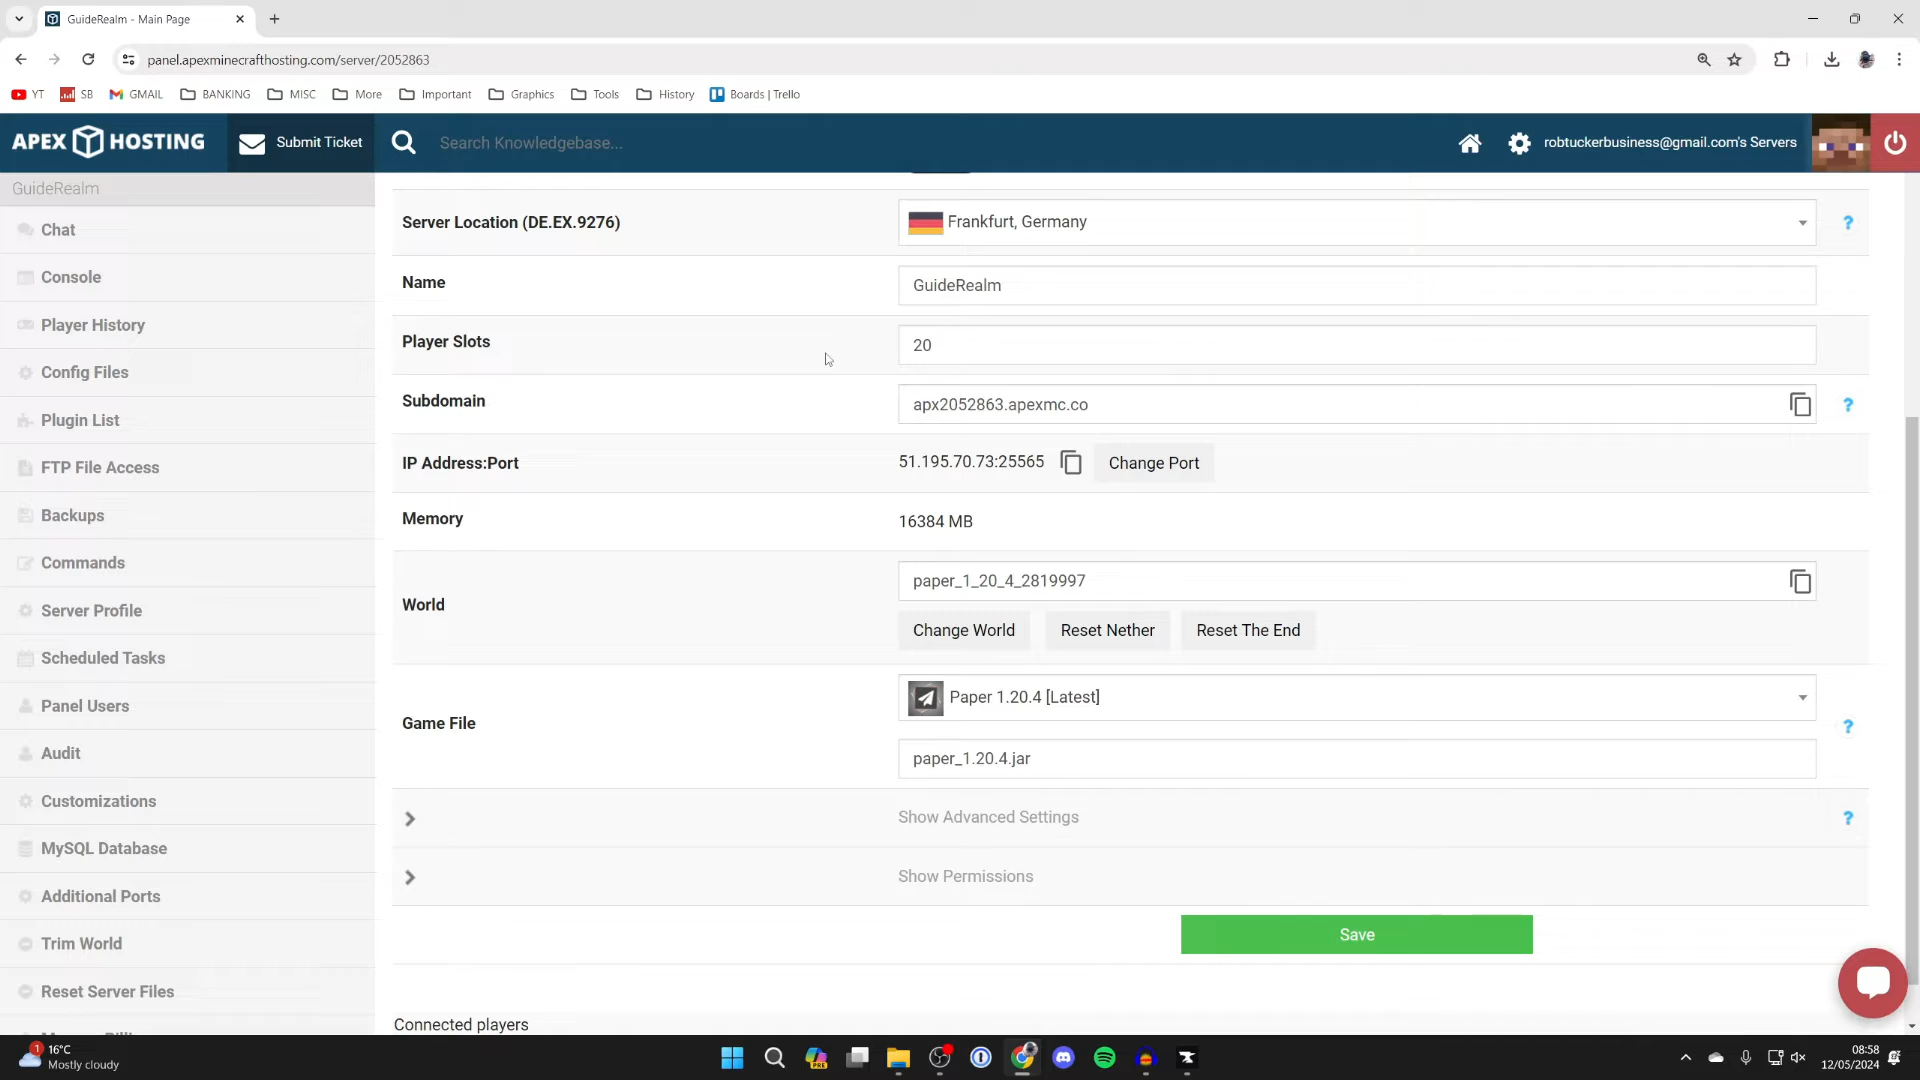 GuideRealm - Main Page
panel.apexminecrafthosting.com/server/2052863
YT
SB
GMAIL
BANKING
MISC
More
Important
Graphics
Tools
History
Boards | Trello
APEX HOSTING
Submit Ticket
Search Knowledgebase...
robtuckerbusiness@gmail.com's Servers
GuideRealm
Chat
Console
Player History
Config Files
Plugin List
FTP File Access
Backups
Commands
Server Profile
Scheduled Tasks
Panel Users
Audit
Customizations
MySQL Database
Additional Ports
Trim World
Reset Server Files
Server Location (DE.EX.9276)
Frankfurt, Germany
?
Name
GuideRealm
Player Slots
20
Subdomain
apx2052863.apexmc.co
?
IP Address:Port
51.195.70.73:25565
Change Port
Memory
16384 MB
World
paper_1_20_4_2819997
Change World
Reset Nether
Reset The End
Game File
Paper 1.20.4 [Latest]
?
paper_1.20.4.jar
Show Advanced Settings
?
Show Permissions
Save
Connected players
1
16°C
Mostly cloudy
PRE
08:58
12/05/2024